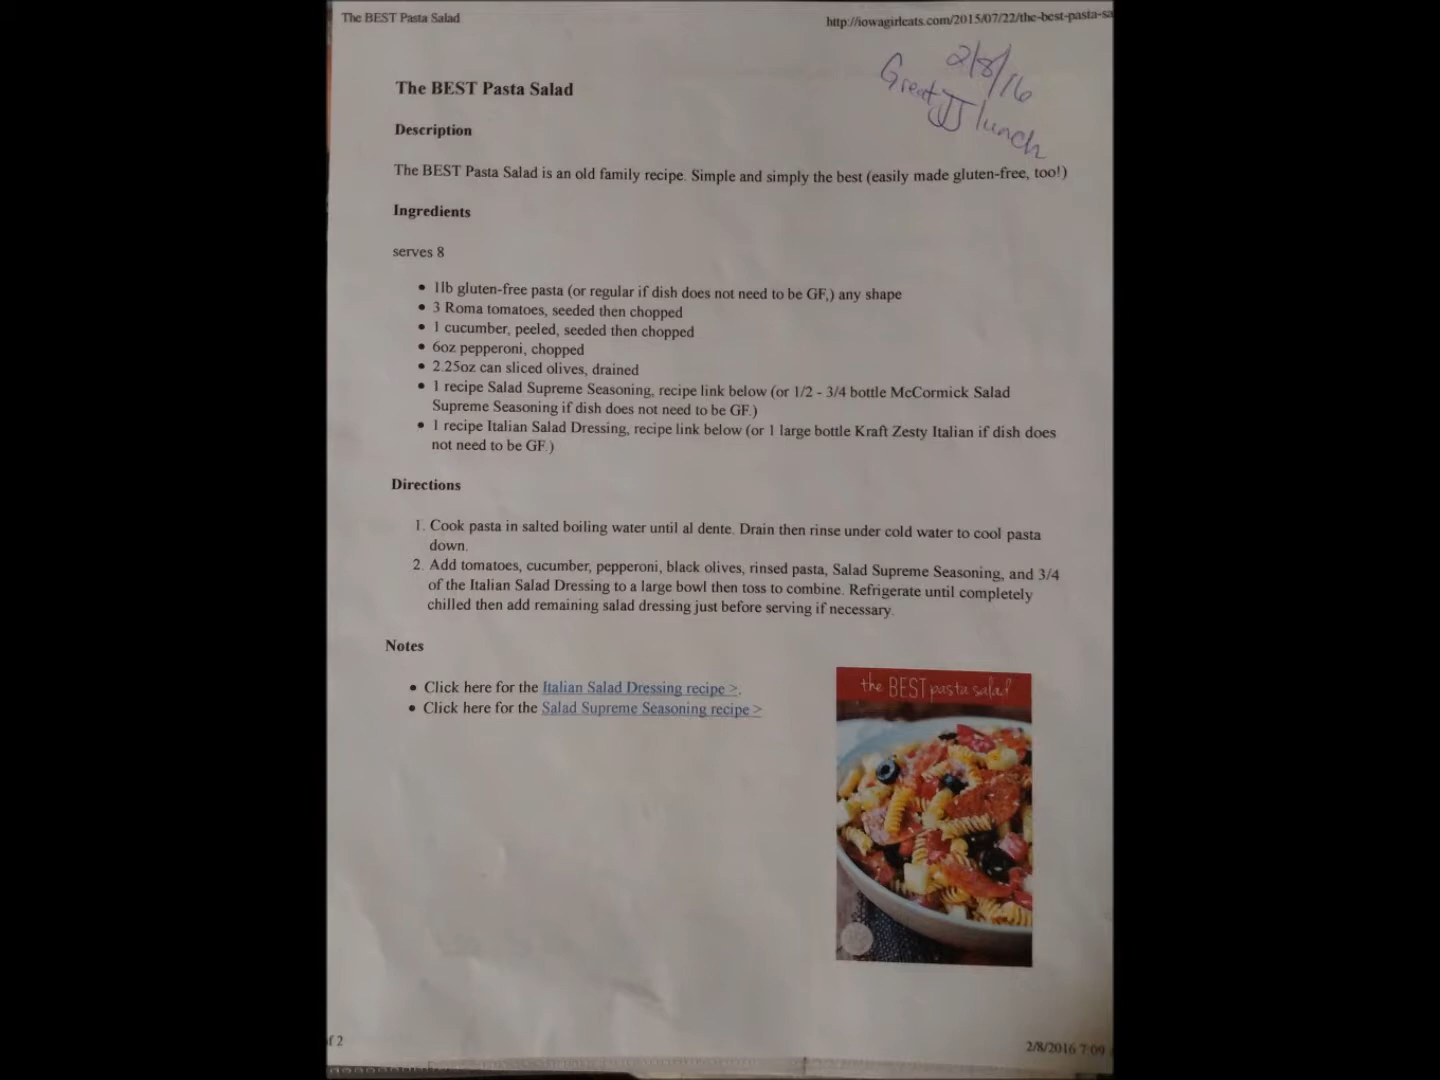 The BEST Pasta Salad
http://iowagirleats.com/2015/07/22/the-best-pasta-sa
2/8/16
Great JJ lunch
The BEST Pasta Salad
Description
The BEST Pasta Salad is an old family recipe. Simple and simply the best (easily made gluten-free, too!)
Ingredients
serves 8
• 1lb gluten-free pasta (or regular if dish does not need to be GF,) any shape
• 3 Roma tomatoes, seeded then chopped
• 1 cucumber, peeled, seeded then chopped
• 6oz pepperoni, chopped
• 2.25oz can sliced olives, drained
• 1 recipe Salad Supreme Seasoning, recipe link below (or 1/2 - 3/4 bottle McCormick Salad
Supreme Seasoning if dish does not need to be GF.)
• 1 recipe Italian Salad Dressing, recipe link below (or 1 large bottle Kraft Zesty Italian if dish does
not need to be GF.)
Directions
1. Cook pasta in salted boiling water until al dente. Drain then rinse under cold water to cool pasta
down.
2. Add tomatoes, cucumber, pepperoni, black olives, rinsed pasta, Salad Supreme Seasoning, and 3/4
of the Italian Salad Dressing to a large bowl then toss to combine. Refrigerate until completely
chilled then add remaining salad dressing just before serving if necessary.
Notes
• Click here for the Italian Salad Dressing recipe >.
• Click here for the Salad Supreme Seasoning recipe >
the BEST pasta salad
f 2
2/8/2016 7:09